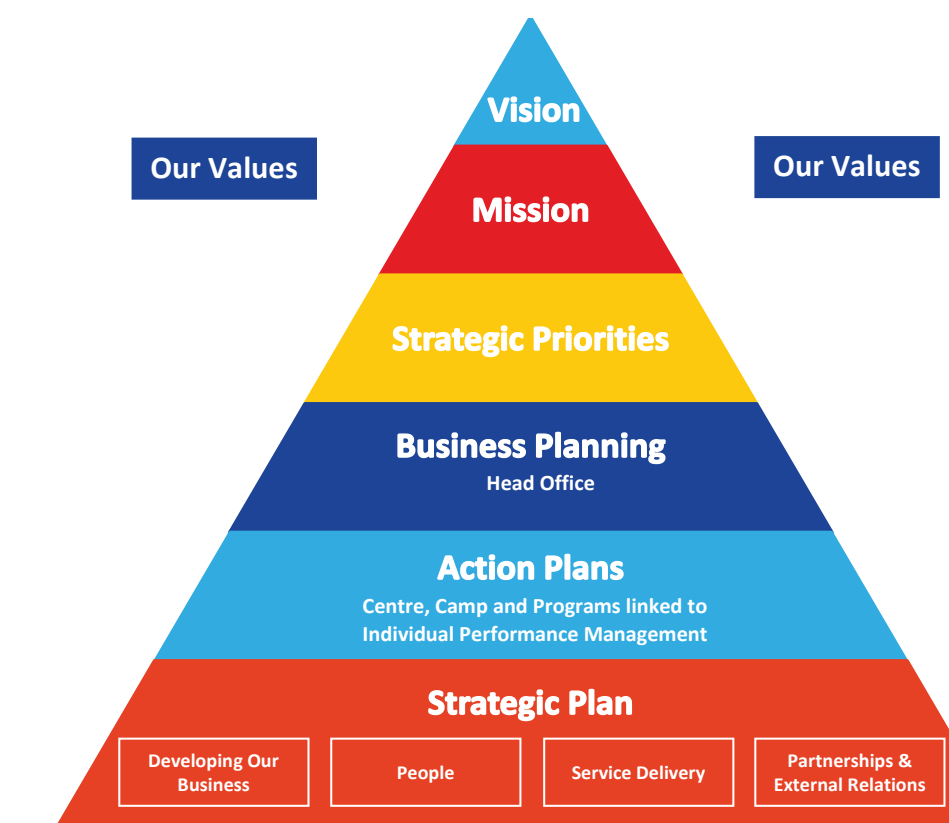 Vision
Our Values
Our Values
Mission
Strategic Priorities
Business Planning
Head Office
Action Plans
Centre, Camp and Programs linked to
Individual Performance Management
Strategic Plan
Developing Our
Business
People
Service Delivery
Partnerships &
External Relations